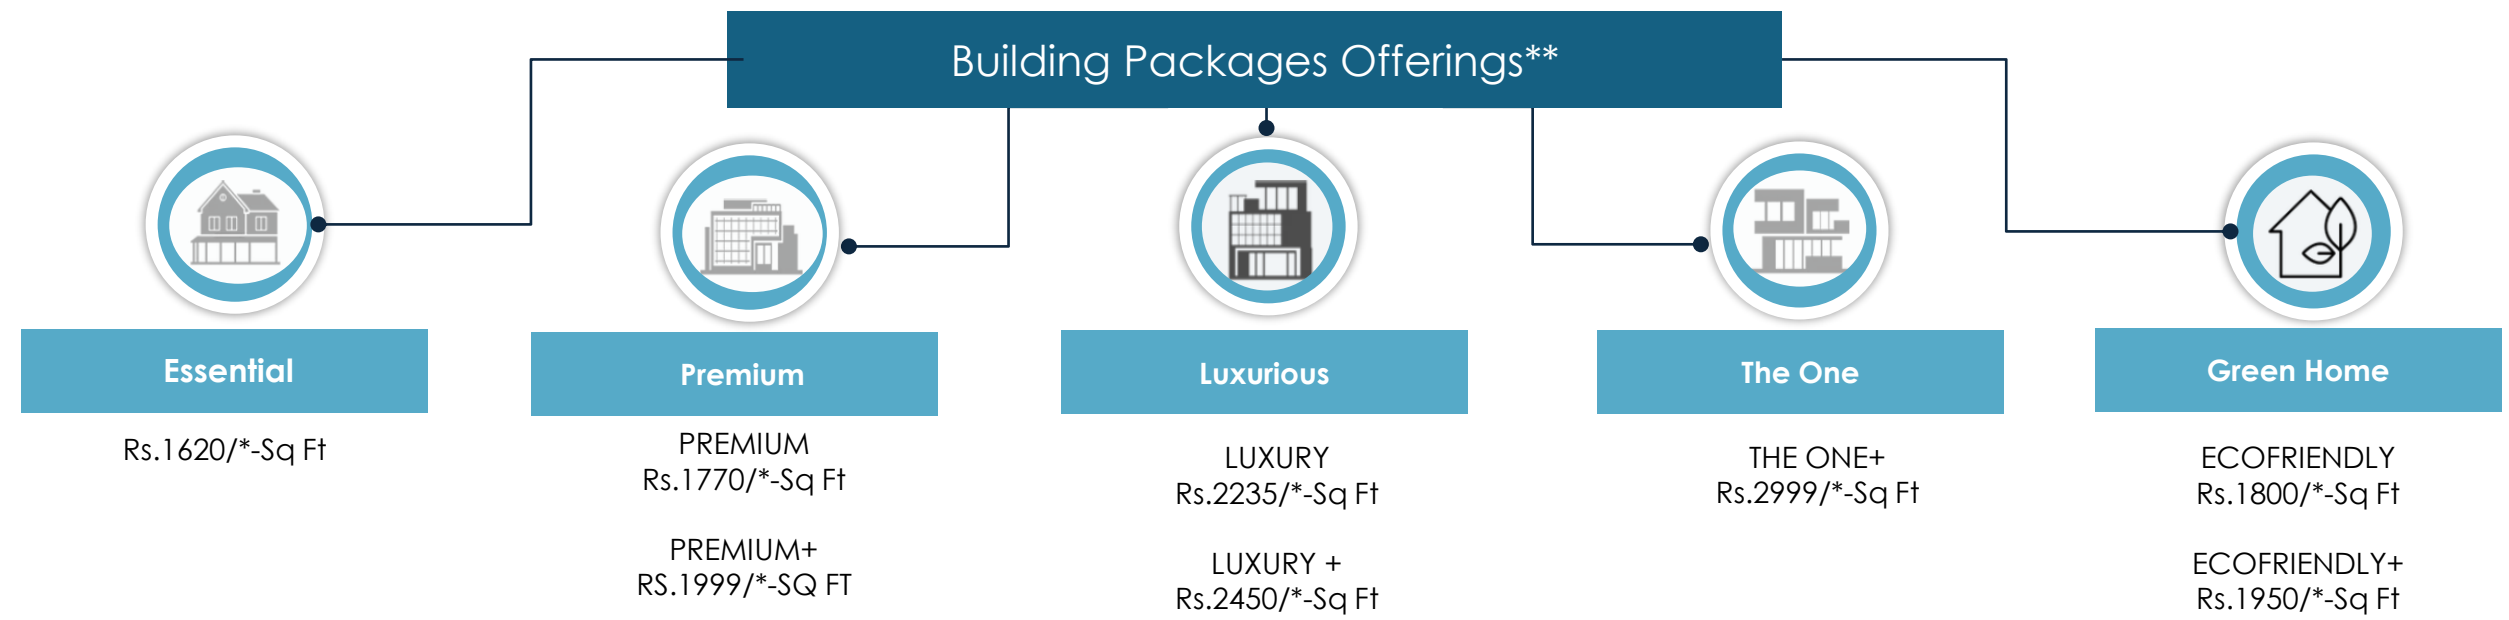 Building Packages Offerings**
Essential
Rs.1620/*-Sq Ft
Premium
PREMIUM
Rs.1770/*-Sq Ft
PREMIUM+
RS.1999/*-SQ FT
Luxurious
LUXURY
Rs.2235/*-Sq Ft
LUXURY +
Rs.2450/*-Sq Ft
The One
THE ONE+
Rs.2999/*-Sq Ft
Green Home
ECOFRIENDLY
Rs.1800/*-Sq Ft
ECOFRIENDLY+
Rs.1950/*-Sq Ft